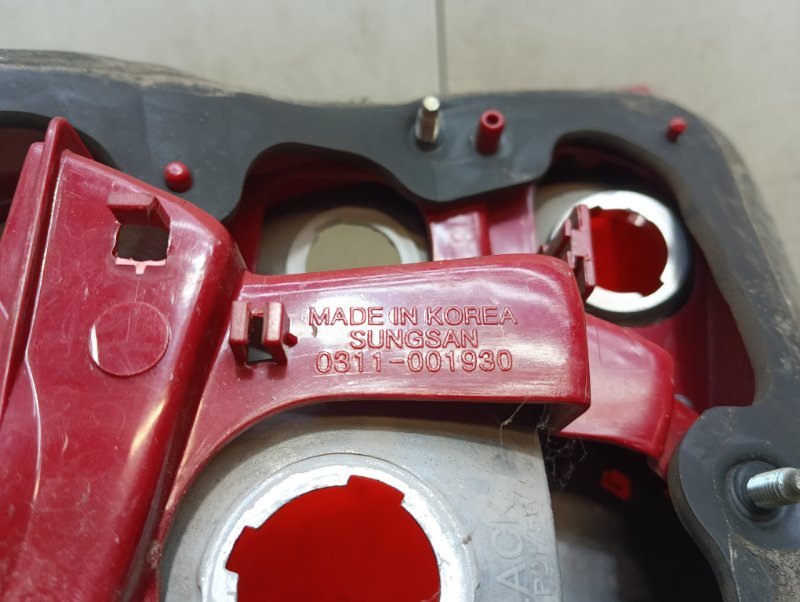 MADE IN KOREA
SUNGSAN
0311-001930